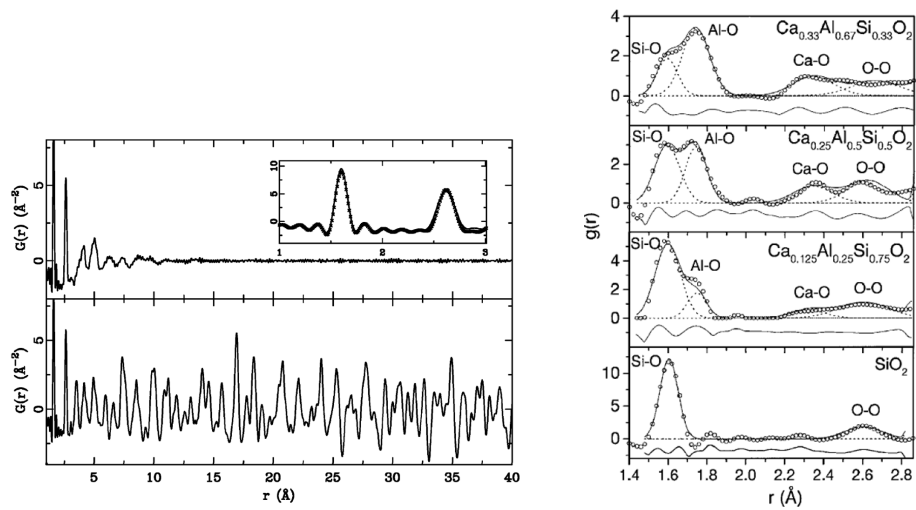 G(r) (Å⁻²)
5
0
10
5
0
1 2 3
G(r) (Å⁻²)
5
0
5 10 15 20 25 30 35 40
r (Å)
g(r)
4
2
0
Si-O Al-O Ca-O O-O
Ca₀.₃₃Al₀.₆₇Si₀.₃₃O₂
2
0
Si-O Al-O Ca-O O-O
Ca₀.₂₅Al₀.₅Si₀.₅O₂
4
2
0
Si-O Al-O Ca-O O-O
Ca₀.₁₂₅Al₀.₂₅Si₀.₇₅O₂
10
5
0
Si-O O-O
SiO₂
1.4 1.6 1.8 2.0 2.2 2.4 2.6 2.8
r (Å)